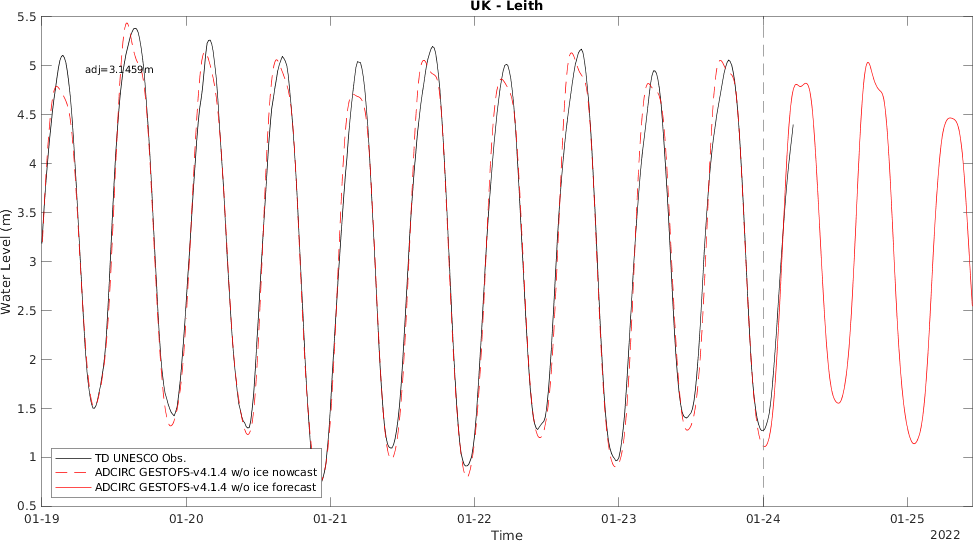 UK - Leith
5.5
5
4.5
4
3.5
3
2.5
2
1.5
1
0.5
Water Level (m)
adj=3.1459m
TD UNESCO Obs.
ADCIRC GESTOFS-v4.1.4 w/o ice nowcast
ADCIRC GESTOFS-v4.1.4 w/o ice forecast
01-19
01-20
01-21
01-22
01-23
01-24
01-25
Time
2022